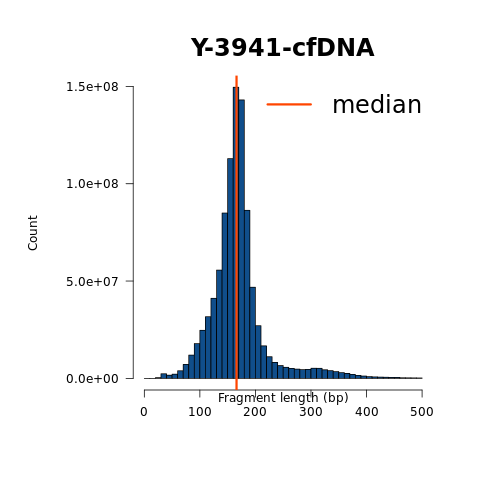 Y-3941-cfDNA
median
Count
1.5e+08
1.0e+08
5.0e+07
0.0e+00
Fragment length (bp)
0 100 200 300 400 500